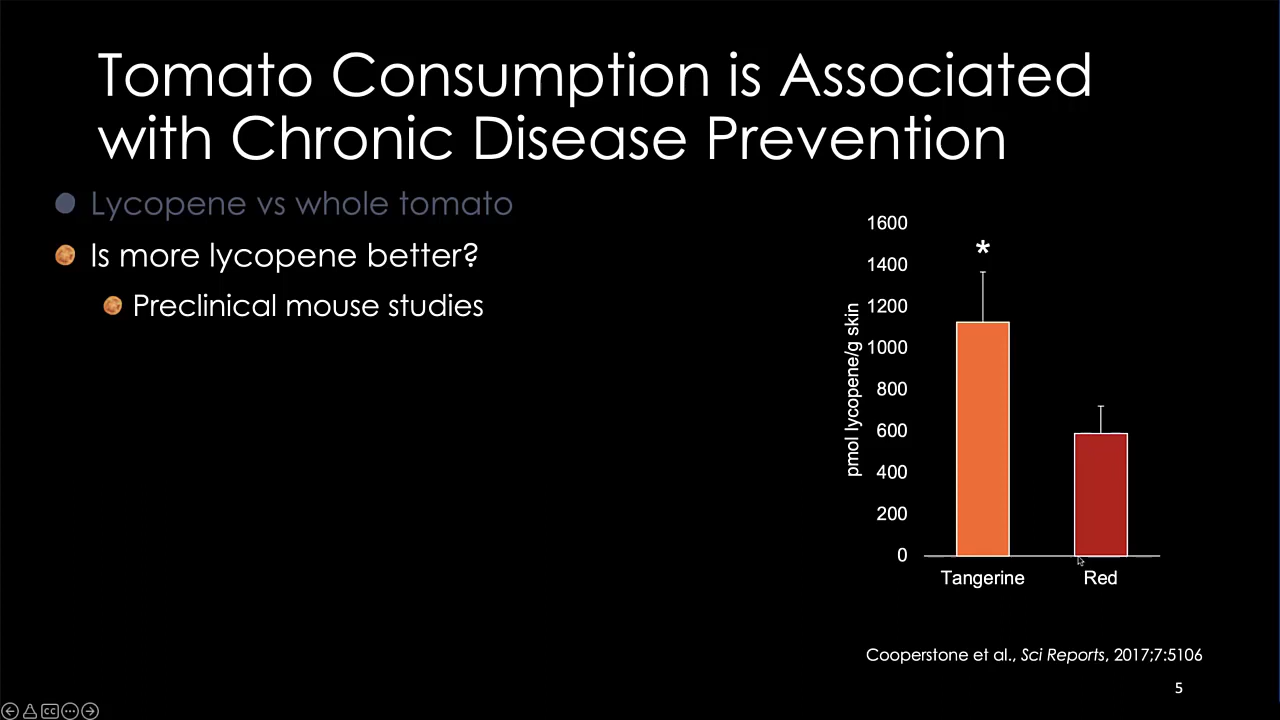 Tomato Consumption is Associated
with Chronic Disease Prevention
Lycopene vs whole tomato
Is more lycopene better?
Preclinical mouse studies
pmol lycopene/g skin
1600
1400
1200
1000
800
600
400
200
0
*
Tangerine
Red
Cooperstone et al., Sci Reports, 2017;7:5106
5
CC